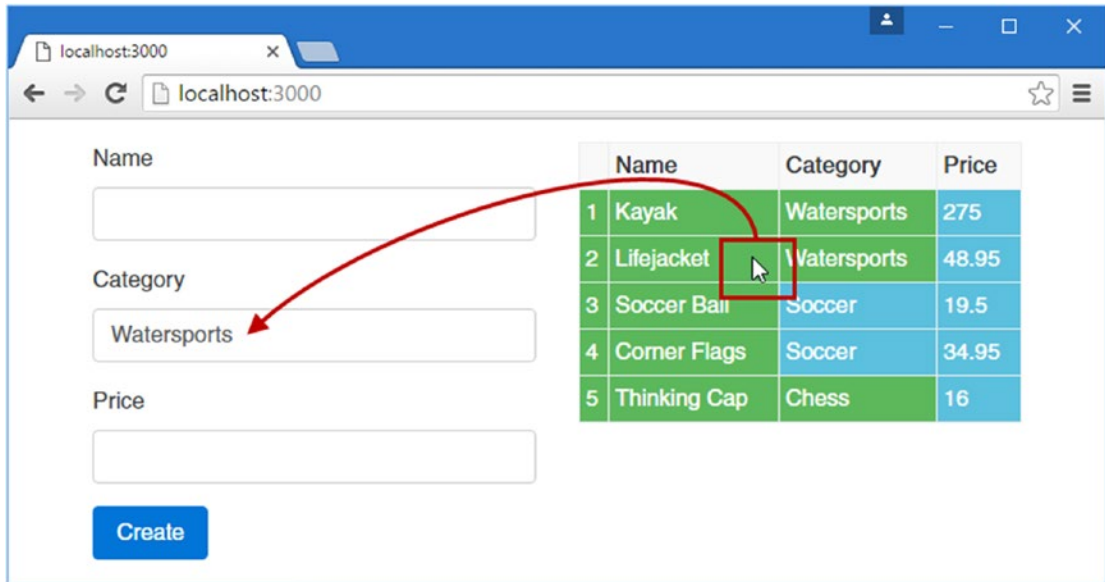 localhost:3000
localhost:3000
Name
Category
Watersports
Price
Create
Name Category Price
1 Kayak Watersports 275
2 Lifejacket Watersports 48.95
3 Soccer Ball Soccer 19.5
4 Corner Flags Soccer 34.95
5 Thinking Cap Chess 16